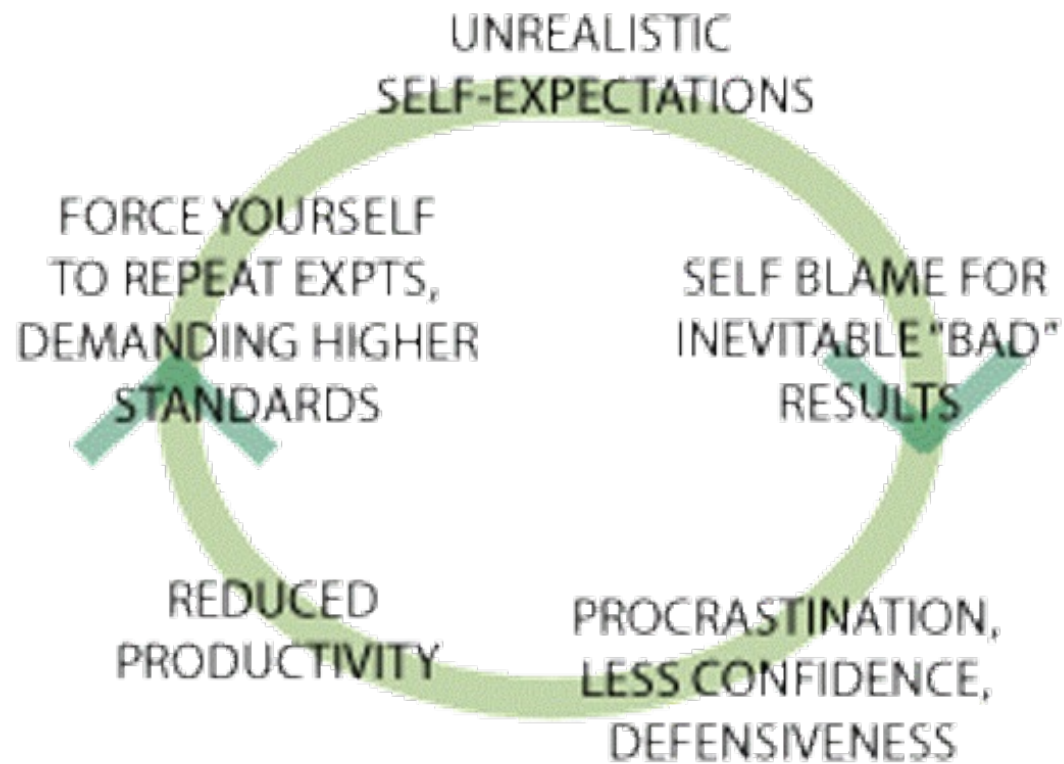 UNREALISTIC
SELF-EXPECTATIONS
SELF BLAME FOR
INEVITABLE "BAD"
RESULTS
PROCRASTINATION,
LESS CONFIDENCE,
DEFENSIVENESS
REDUCED
PRODUCTIVITY
FORCE YOURSELF
TO REPEAT EXPTS,
DEMANDING HIGHER
STANDARDS